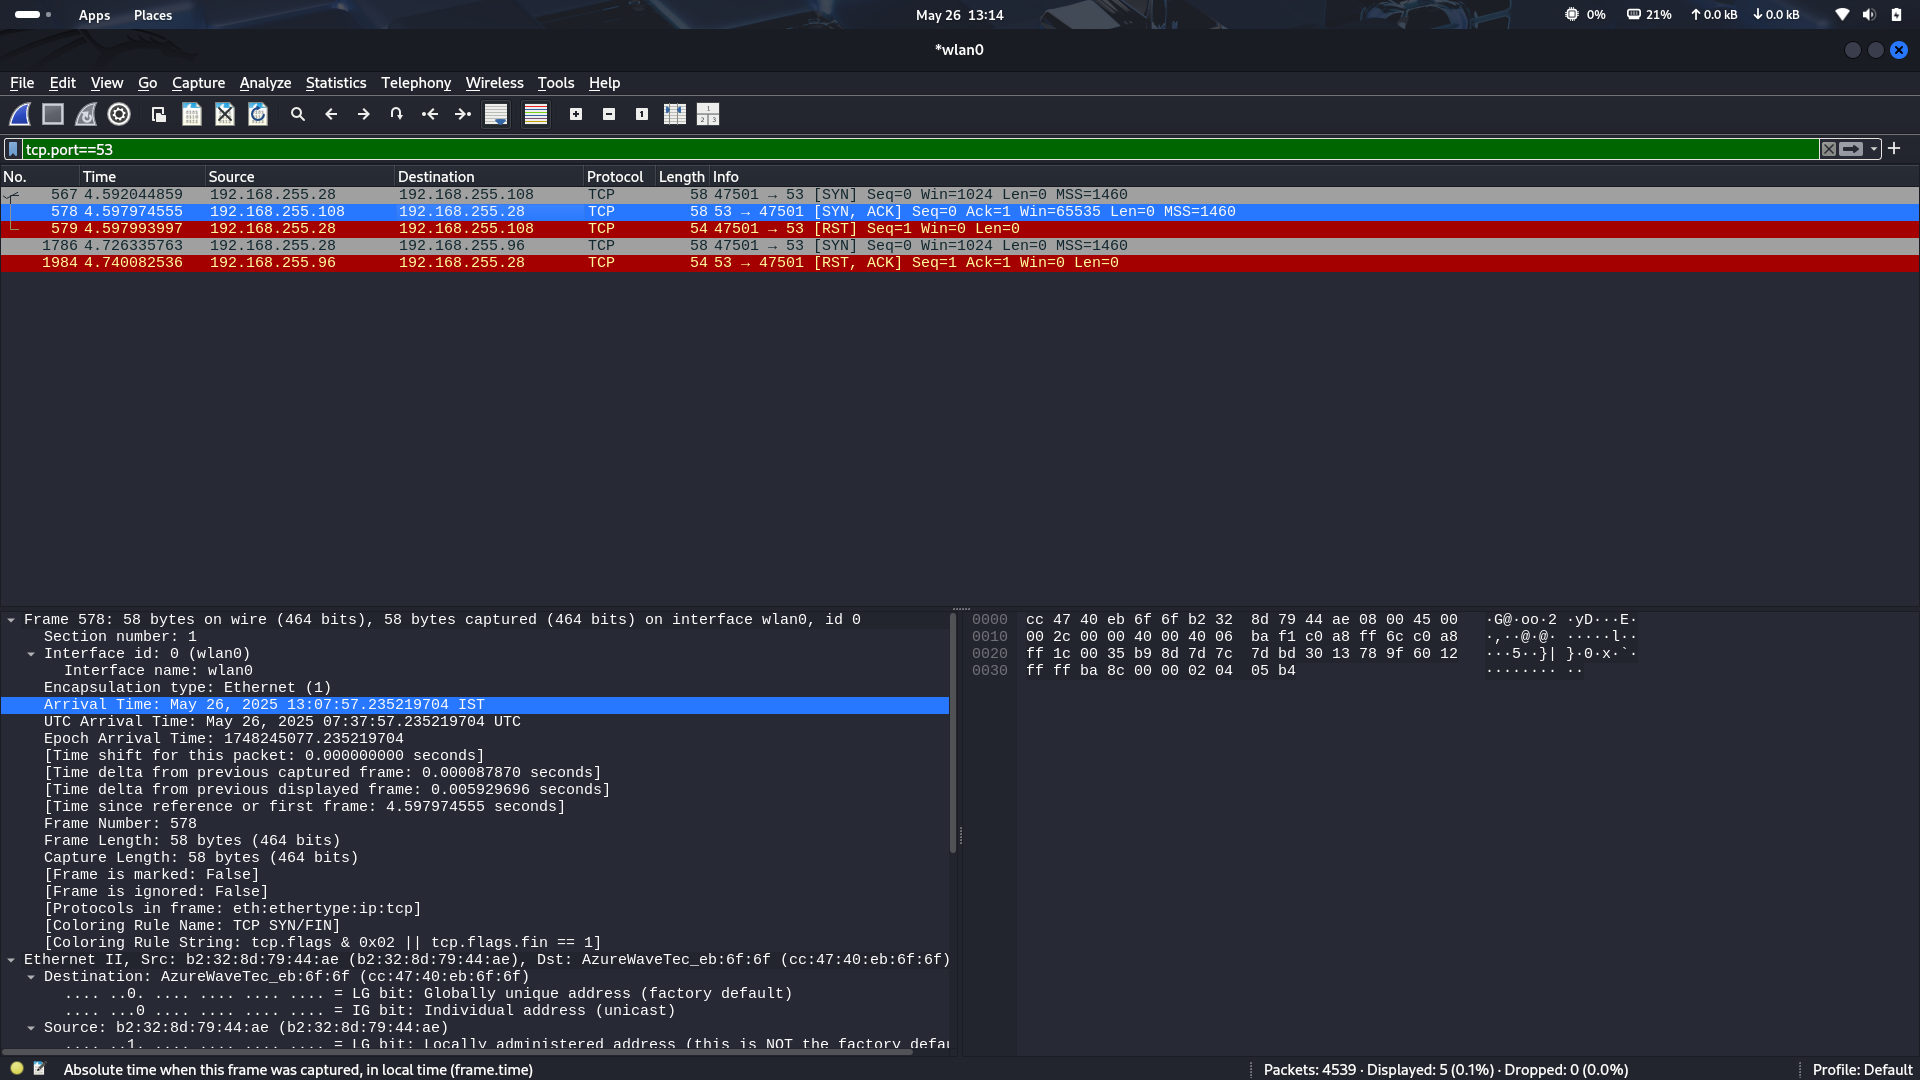 Apps Places May 26 13:14 0% 21% 0.0 kB 0.0 kB
*wlan0
File Edit View Go Capture Analyze Statistics Telephony Wireless Tools Help
tcp.port==53
No. Time Source Destination Protocol Length Info
567 4.592044859 192.168.255.28 192.168.255.108 TCP 58 47501 → 53 [SYN] Seq=0 Win=1024 Len=0 MSS=1460
578 4.597974555 192.168.255.108 192.168.255.28 TCP 58 53 → 47501 [SYN, ACK] Seq=0 Ack=1 Win=65535 Len=0 MSS=1460
579 4.597993997 192.168.255.28 192.168.255.108 TCP 54 47501 → 53 [RST] Seq=1 Win=0 Len=0
1786 4.726335763 192.168.255.28 192.168.255.96 TCP 58 47501 → 53 [SYN] Seq=0 Win=1024 Len=0 MSS=1460
1984 4.740082536 192.168.255.96 192.168.255.28 TCP 54 53 → 47501 [RST, ACK] Seq=1 Ack=1 Win=0 Len=0
Frame 578: 58 bytes on wire (464 bits), 58 bytes captured (464 bits) on interface wlan0, id 0
Section number: 1
Interface id: 0 (wlan0)
Interface name: wlan0
Encapsulation type: Ethernet (1)
Arrival Time: May 26, 2025 13:07:57.235219704 IST
UTC Arrival Time: May 26, 2025 07:37:57.235219704 UTC
Epoch Arrival Time: 1748245077.235219704
[Time shift for this packet: 0.000000000 seconds]
[Time delta from previous captured frame: 0.000087870 seconds]
[Time delta from previous displayed frame: 0.005929696 seconds]
[Time since reference or first frame: 4.597974555 seconds]
Frame Number: 578
Frame Length: 58 bytes (464 bits)
Capture Length: 58 bytes (464 bits)
[Frame is marked: False]
[Frame is ignored: False]
[Protocols in frame: eth:ethertype:ip:tcp]
[Coloring Rule Name: TCP SYN/FIN]
[Coloring Rule String: tcp.flags & 0x02 || tcp.flags.fin == 1]
Ethernet II, Src: b2:32:8d:79:44:ae (b2:32:8d:79:44:ae), Dst: AzureWaveTec_eb:6f:6f (cc:47:40:eb:6f:6f)
Destination: AzureWaveTec_eb:6f:6f (cc:47:40:eb:6f:6f)
.... ..0. .... .... .... .... = LG bit: Globally unique address (factory default)
.... ...0 .... .... .... .... = IG bit: Individual address (unicast)
Source: b2:32:8d:79:44:ae (b2:32:8d:79:44:ae)
.... ..1. .... .... .... .... = LG bit: Locally administered address (this is NOT the factory defau
0000 cc 47 40 eb 6f 6f b2 32 8d 79 44 ae 08 00 45 00 ·G@·oo·2 ·yD···E·
0010 00 2c 00 00 40 00 40 06 ba f1 c0 a8 ff 6c c0 a8 ·,··@·@· ·····l··
0020 ff 1c 00 35 b9 8d 7d 7c 7d bd 30 13 78 9f 60 12 ···5··}| }·0·x·`·
0030 ff ff ba 8c 00 00 02 04 05 b4 ········ ··
Absolute time when this frame was captured, in local time (frame.time) Packets: 4539 · Displayed: 5 (0.1%) · Dropped: 0 (0.0%) Profile: Default